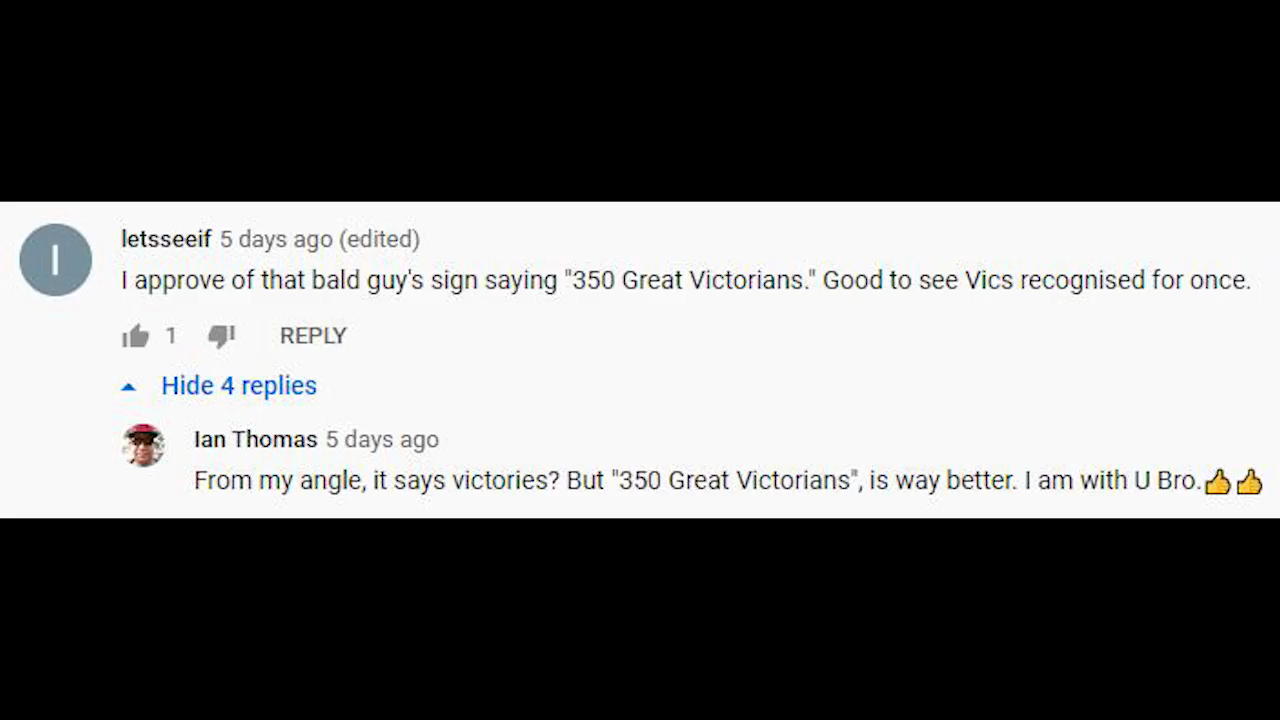 I
letsseeif 5 days ago (edited)
I approve of that bald guy's sign saying "350 Great Victorians." Good to see Vics recognised for once.
1 REPLY
Hide 4 replies
Ian Thomas 5 days ago
From my angle, it says victories? But "350 Great Victorians", is way better. I am with U Bro.👍👍